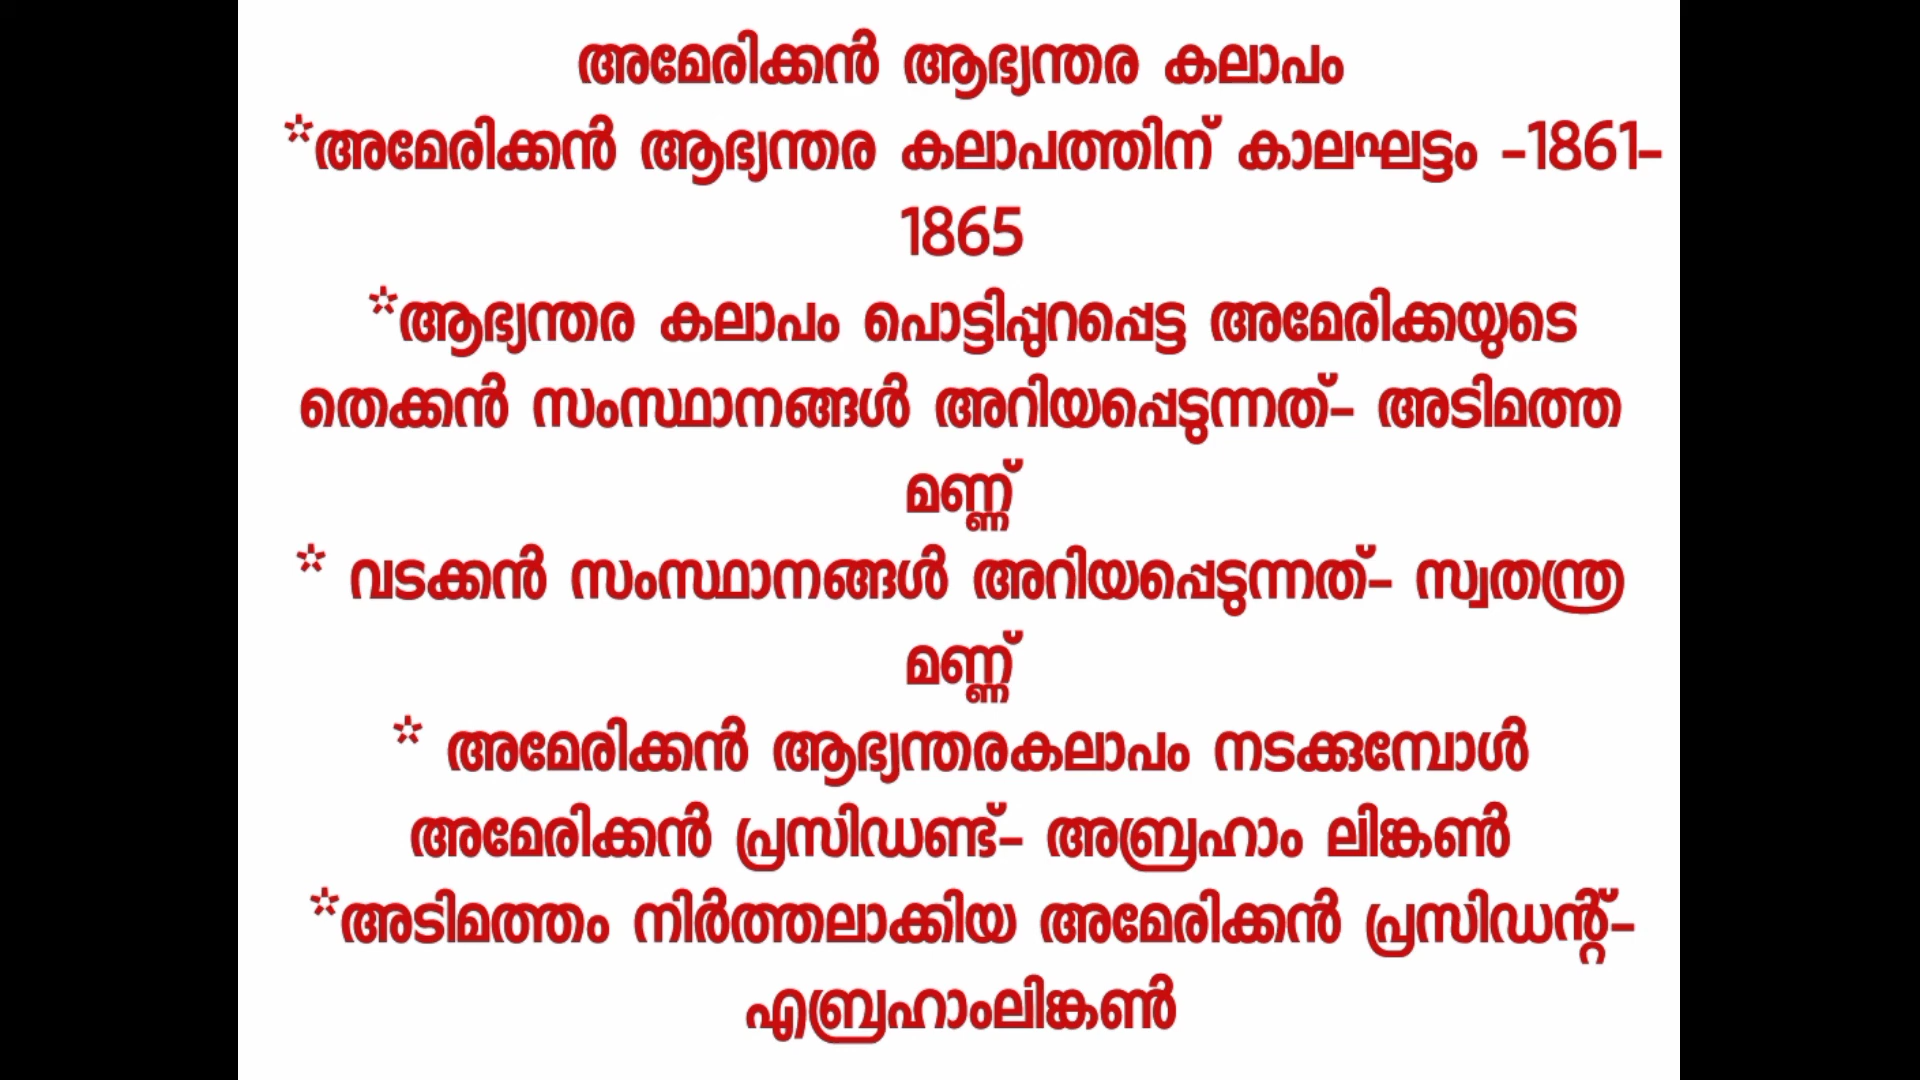 അമേരിക്കൻ ആഭ്യന്തര കലാപം
*അമേരിക്കൻ ആഭ്യന്തര കലാപത്തിന് കാലഘട്ടം -1861-
1865
*ആഭ്യന്തര കലാപം പൊട്ടിപ്പുറപ്പെട്ട അമേരിക്കയുടെ
തെക്കൻ സംസ്ഥാനങ്ങൾ അറിയപ്പെടുന്നത്- അടിമത്ത
മണ്ണ്
* വടക്കൻ സംസ്ഥാനങ്ങൾ അറിയപ്പെടുന്നത്- സ്വതന്ത്ര
മണ്ണ്
* അമേരിക്കൻ ആഭ്യന്തരകലാപം നടക്കുമ്പോൾ
അമേരിക്കൻ പ്രസിഡണ്ട്- അബ്രഹാം ലിങ്കൺ
*അടിമത്തം നിർത്തലാക്കിയ അമേരിക്കൻ പ്രസിഡന്റ്-
എബ്രഹാംലിങ്കൺ